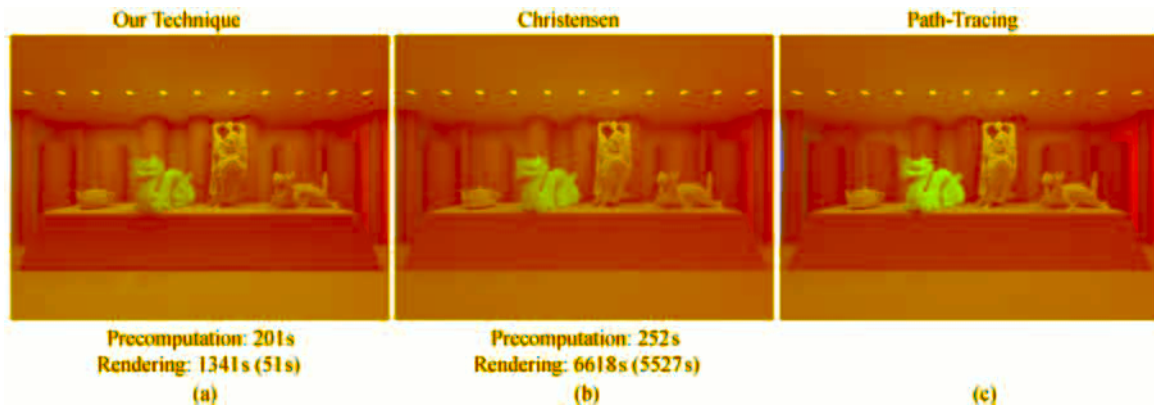 Our Technique
Christensen
Path-Tracing
Precomputation: 201s
Rendering: 1341s (51s)
(a)
Precomputation: 252s
Rendering: 6618s (5527s)
(b)
(c)